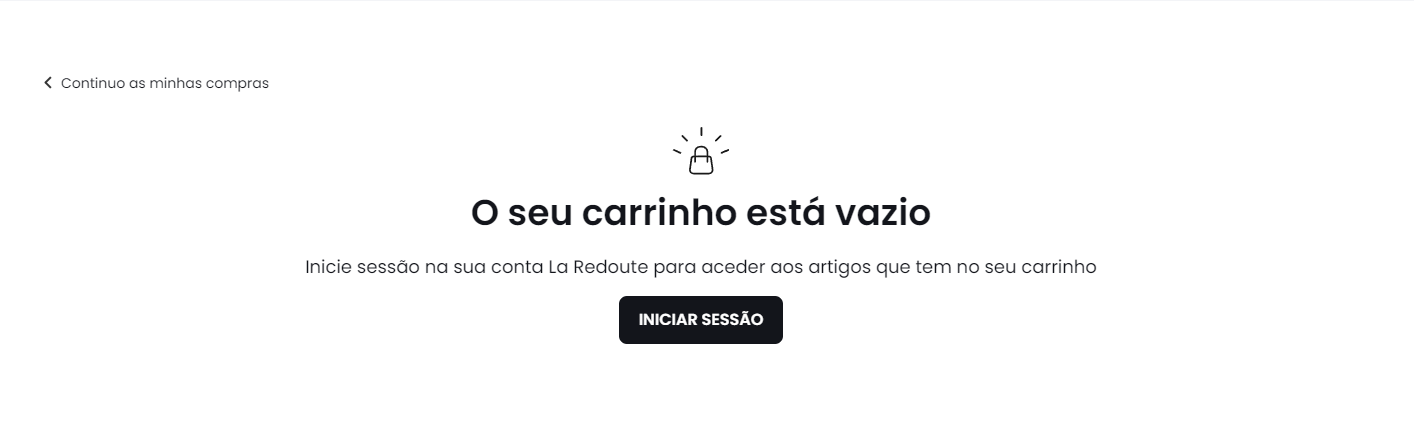 Continuo as minhas compras
O seu carrinho está vazio
Inicie sessão na sua conta La Redoute para aceder aos artigos que tem no seu carrinho
INICIAR SESSÃO